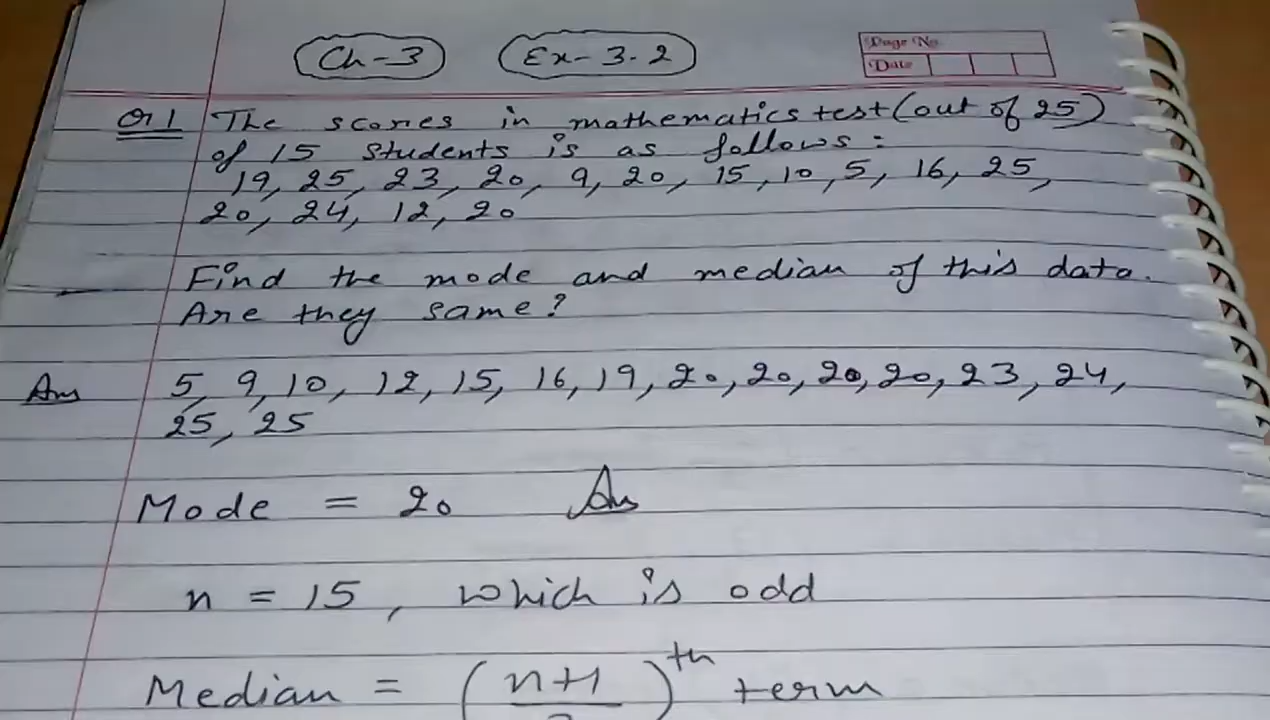 Ch-3 Ex-3.2
Page No.
Date
Q1 The scores in mathematics test (out of 25)
of 15 students is as follows:
19, 25, 23, 20, 9, 20, 15, 10, 5, 16, 25,
20, 24, 12, 20
Find the mode and median of this data.
Are they same?
Ans 5, 9, 10, 12, 15, 16, 19, 20, 20, 20, 20, 23, 24,
25, 25
Mode = 20 Ans
n = 15, which is odd
Median = (n+1/2)th term